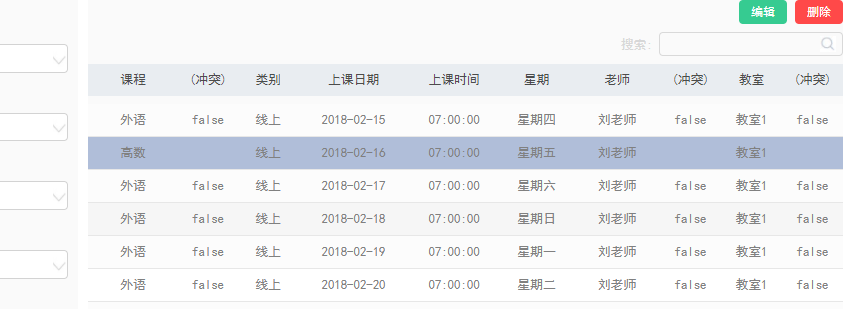 编辑 删除
搜索:
课程 (冲突) 类别 上课日期 上课时间 星期 老师 (冲突) 教室 (冲突)
外语 false 线上 2018-02-15 07:00:00 星期四 刘老师 false 教室1 false
高数 线上 2018-02-16 07:00:00 星期五 刘老师 教室1
外语 false 线上 2018-02-17 07:00:00 星期六 刘老师 false 教室1 false
外语 false 线上 2018-02-18 07:00:00 星期日 刘老师 false 教室1 false
外语 false 线上 2018-02-19 07:00:00 星期一 刘老师 false 教室1 false
外语 false 线上 2018-02-20 07:00:00 星期二 刘老师 false 教室1 false